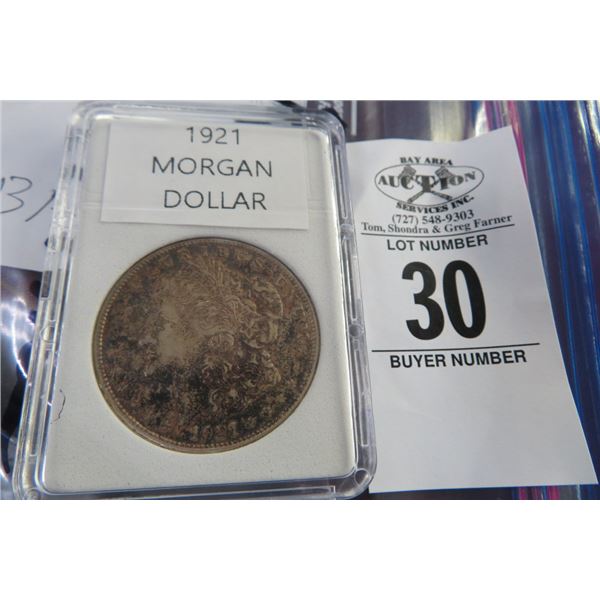 1921
MORGAN
DOLLAR
BAY AREA
AUCTION
SERVICES INC.
(727) 548-9303
Tom, Shondra & Greg Farner
LOT NUMBER
30
BUYER NUMBER
1921